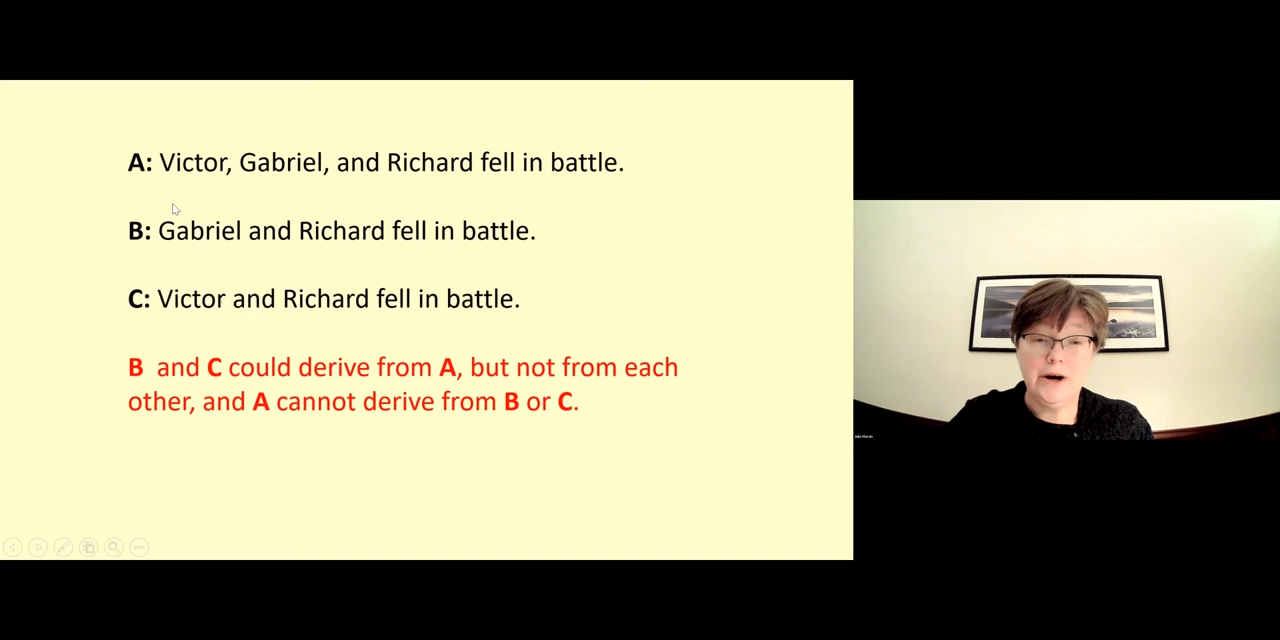 A: Victor, Gabriel, and Richard fell in battle.
B: Gabriel and Richard fell in battle.
C: Victor and Richard fell in battle.
B and C could derive from A, but not from each
other, and A cannot derive from B or C.